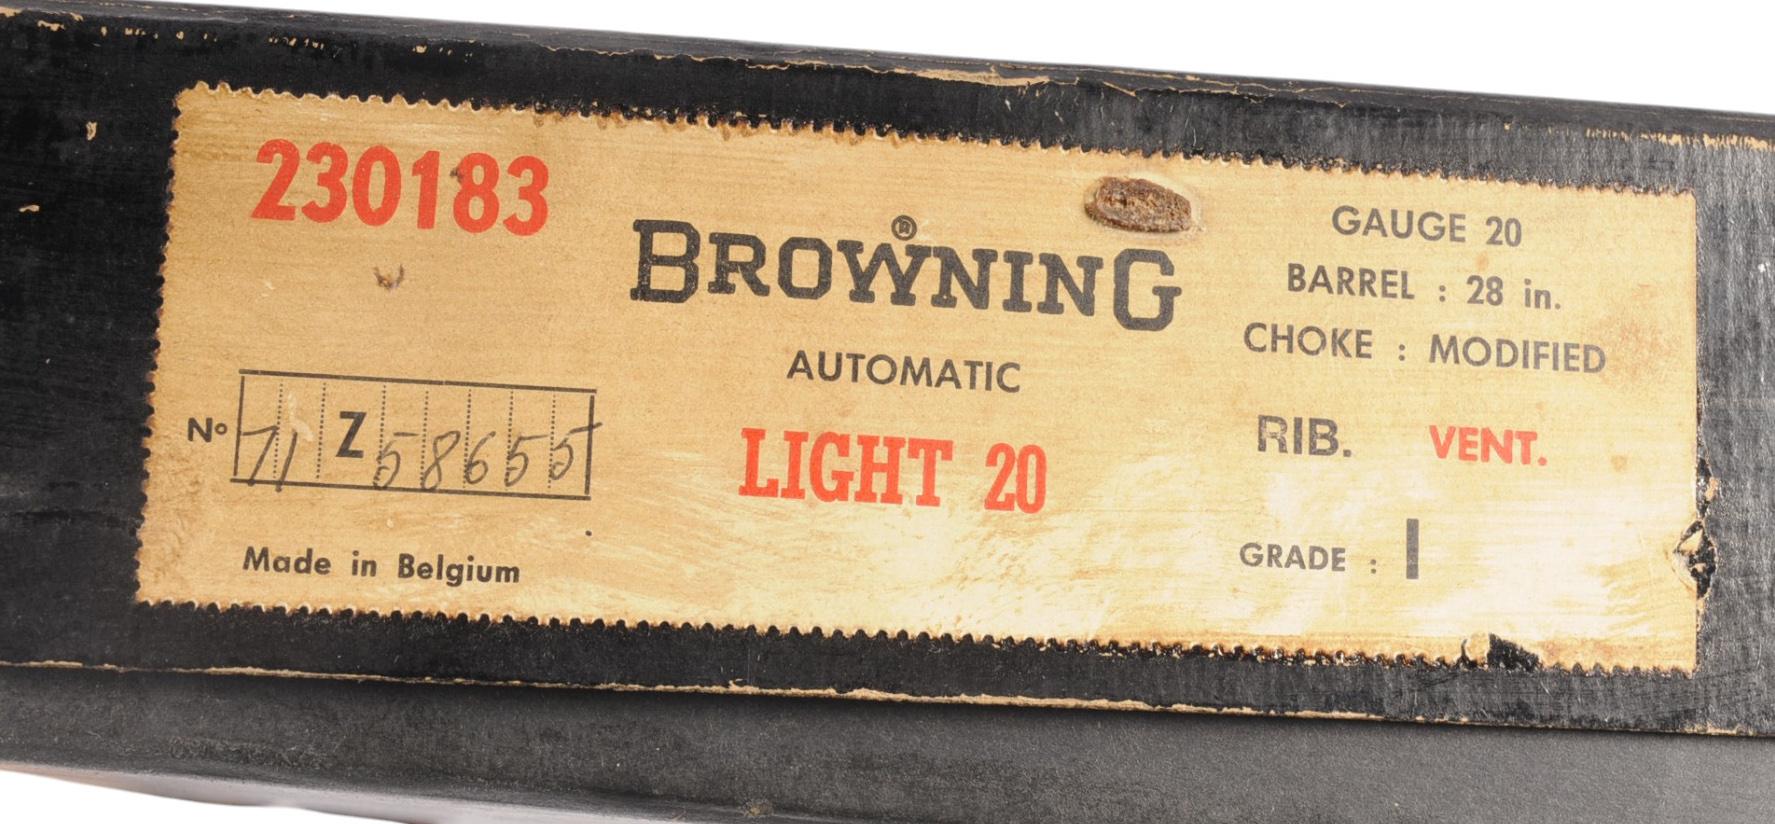 230183
BROWNING®
AUTOMATIC
LIGHT 20
Nº 71 Z 58655
Made in Belgium
GAUGE 20
BARREL : 28 in.
CHOKE : MODIFIED
RIB. VENT.
GRADE : I